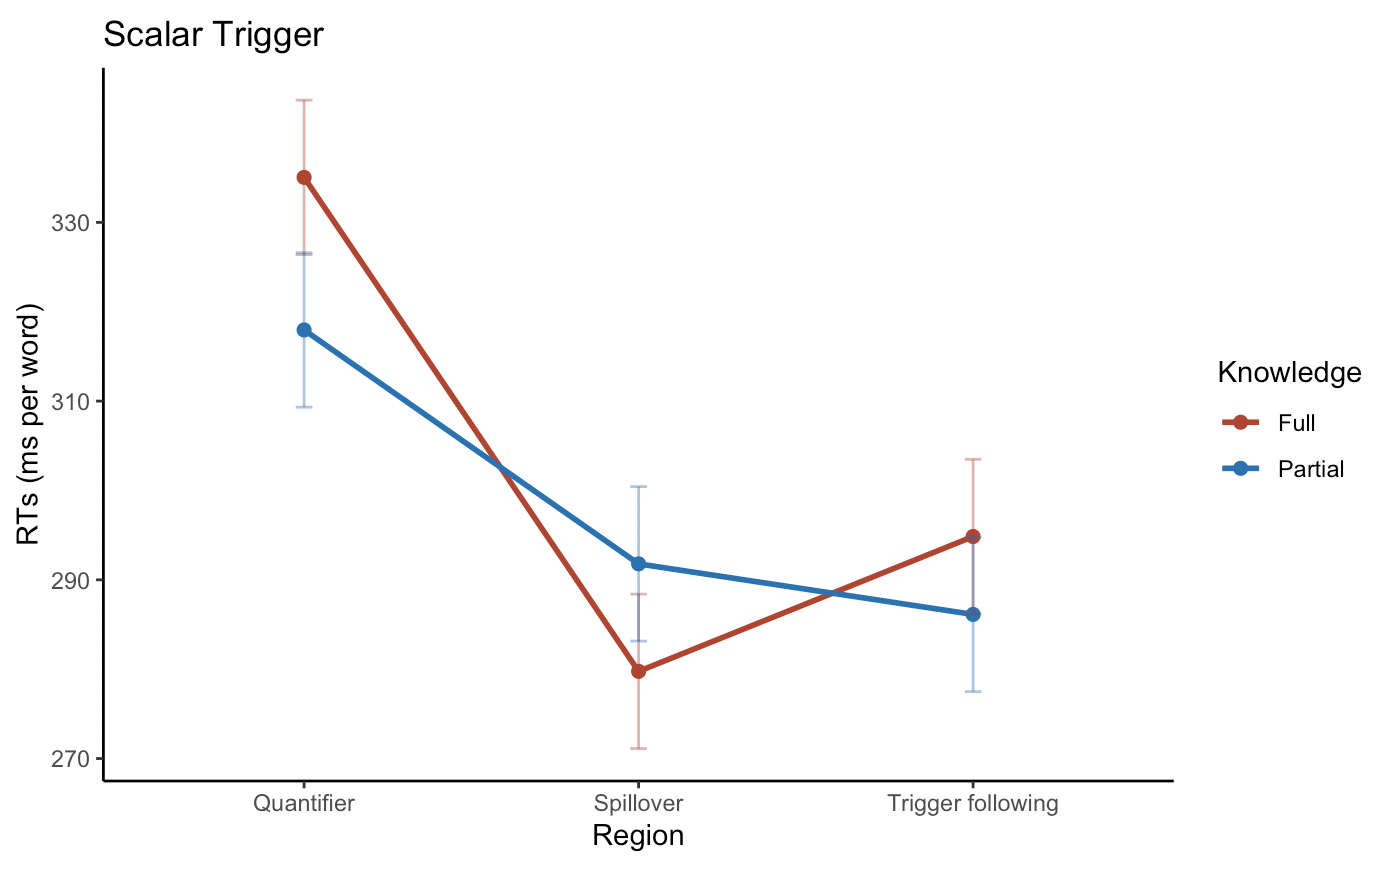 Scalar Trigger
RTs (ms per word)
330
310
290
270
Quantifier
Spillover
Trigger following
Region
Knowledge
Full
Partial